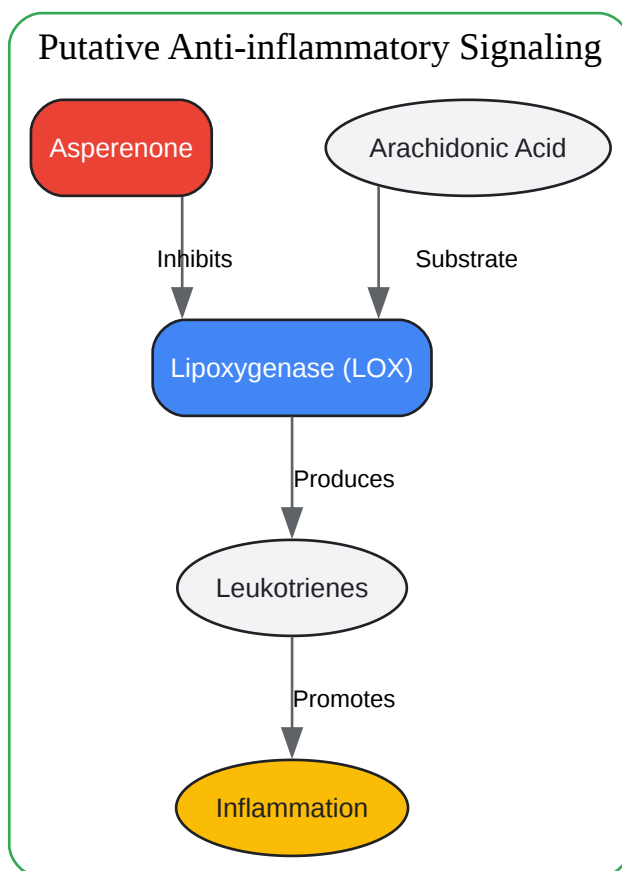 Putative Anti-inflammatory Signaling
Asperenone
Arachidonic Acid
Inhibits
Substrate
Lipoxygenase (LOX)
Produces
Leukotrienes
Promotes
Inflammation